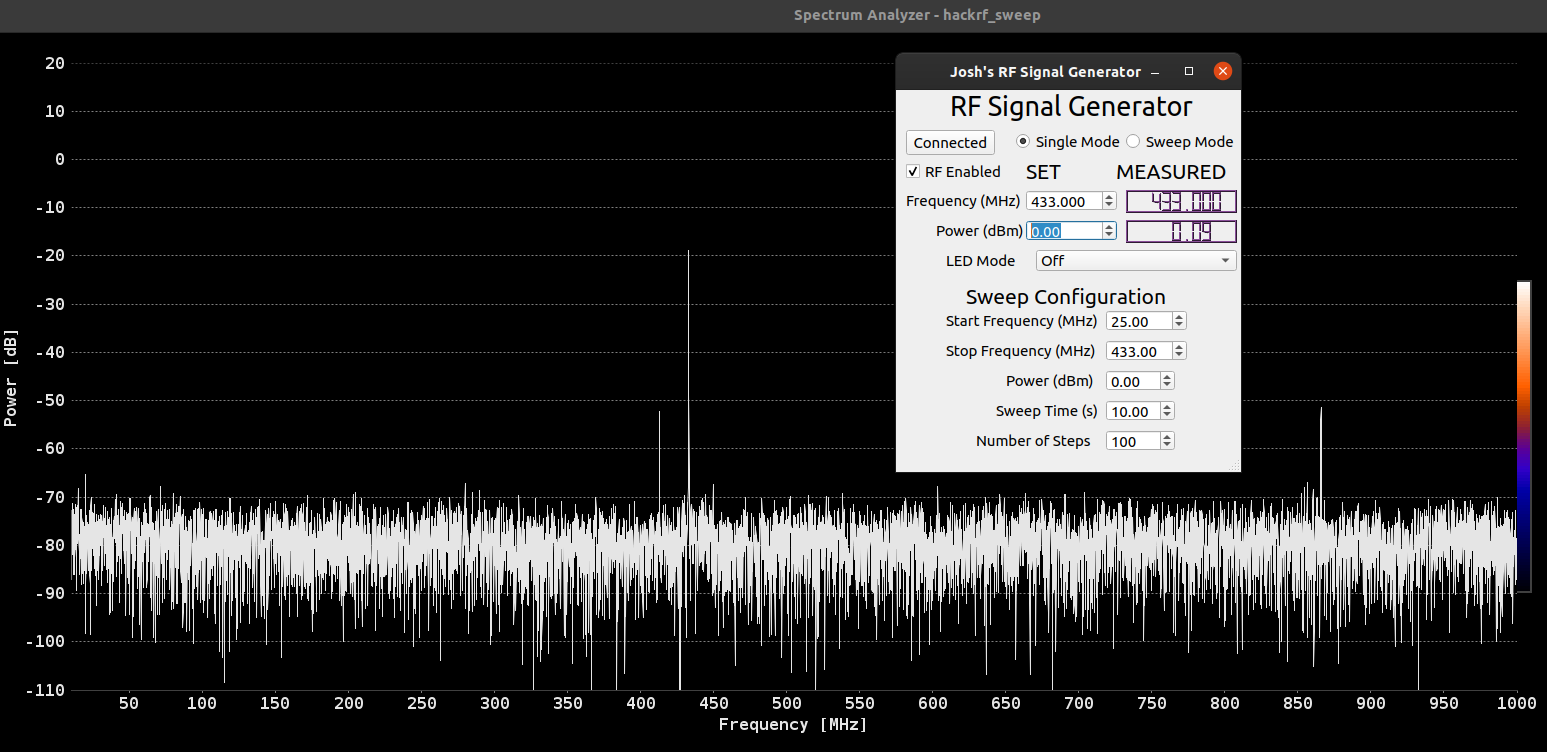 Spectrum Analyzer - hackrf_sweep
Josh's RF Signal Generator
RF Signal Generator
Connected Single Mode Sweep Mode
RF Enabled SET MEASURED
Frequency (MHz) 433.000 433.000
Power (dBm) 0.00 0.09
LED Mode Off
Sweep Configuration
Start Frequency (MHz) 25.00
Stop Frequency (MHz) 433.00
Power (dBm) 0.00
Sweep Time (s) 10.00
Number of Steps 100
Power [dB]
20
10
0
-10
-20
-30
-40
-50
-60
-70
-80
-90
-100
-110
50 100 150 200 250 300 350 400 450 500 550 600 650 700 750 800 850 900 950 1000
Frequency [MHz]